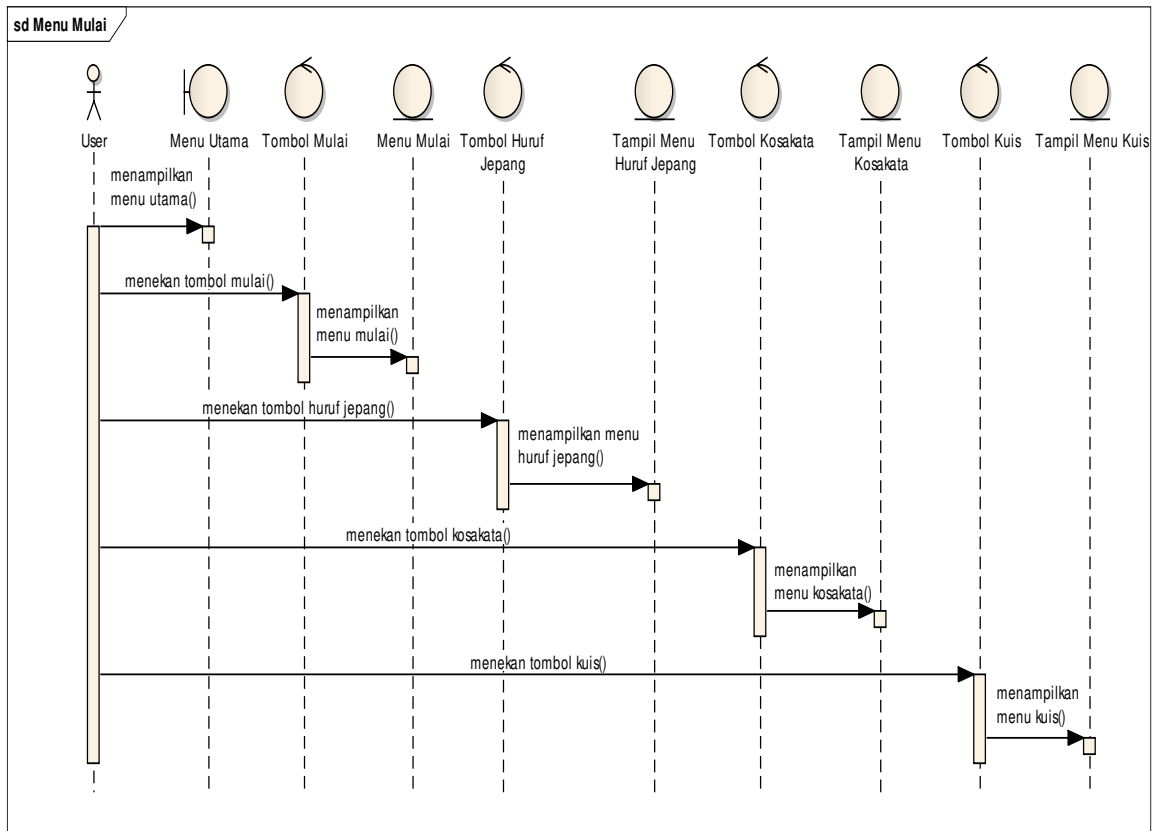 sd Menu Mulai
User
Menu Utama
Tombol Mulai
Menu Mulai
Tombol Huruf
Jepang
Tampil Menu
Huruf Jepang
Tombol Kosakata
Tampil Menu
Kosakata
Tombol Kuis
Tampil Menu Kuis
menampilkan
menu utama()
menekan tombol mulai()
menampilkan
menu mulai()
menekan tombol huruf jepang()
menampilkan menu
huruf jepang()
menekan tombol kosakata()
menampilkan
menu kosakata()
menekan tombol kuis()
menampilkan
menu kuis()